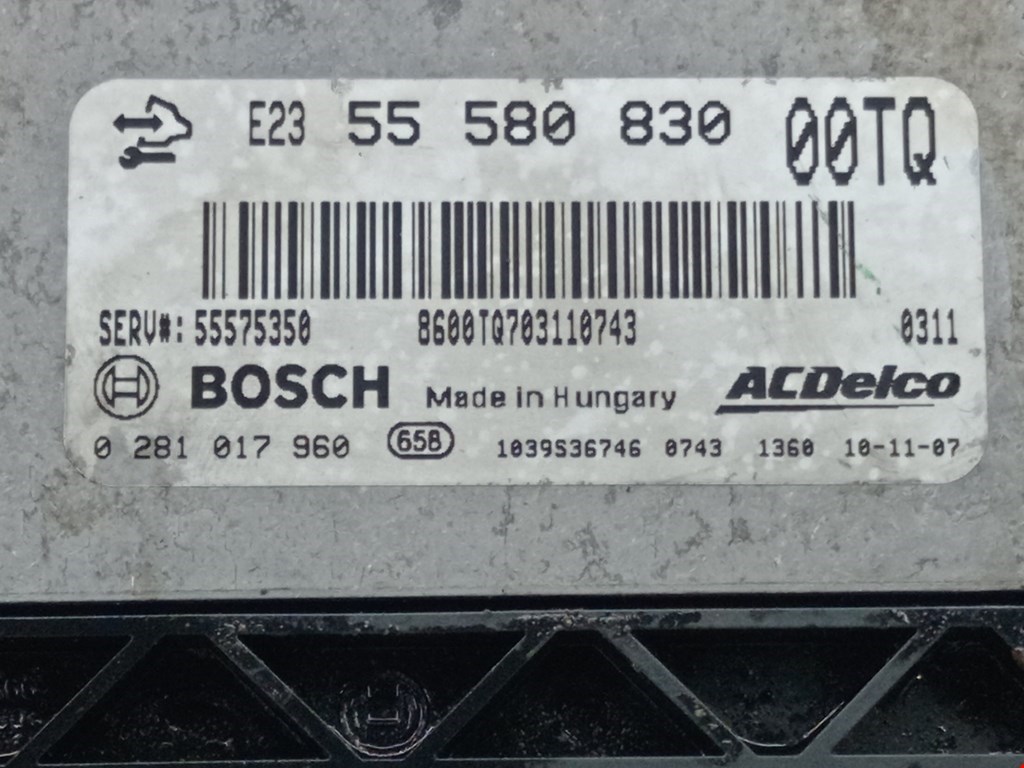 E23 55 580 830 00TQ
SERV#: 55575350 8600TQ703110743 0311
BOSCH Made in Hungary ACDelco
0 281 017 960 658 1039S36746 0743 1360 10-11-07